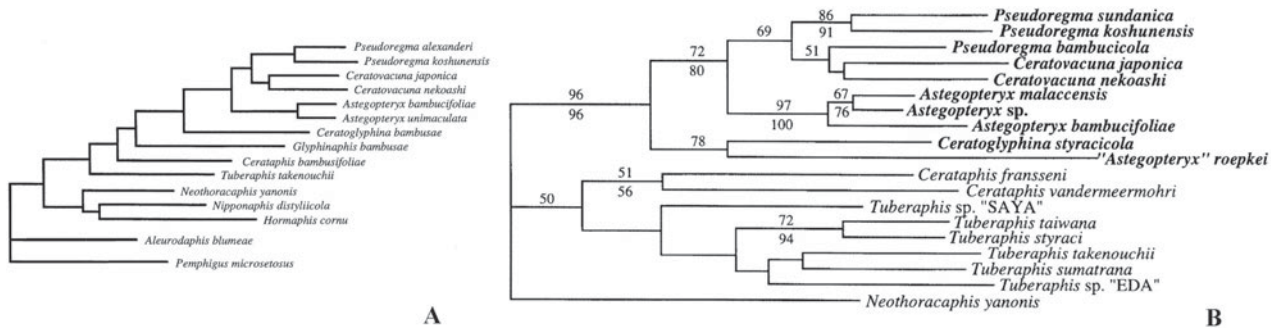 Pseudoregma alexanderi
Pseudoregma koshunensis
Ceratovacuna japonica
Ceratovacuna nekoashi
Astegopteryx bambucifoliae
Astegopteryx unimaculata
Ceratoglyphina bambusae
Glyphinaphis bambusae
Cerataphis bambusifoliae
Tuberaphis takenouchii
Neothoracaphis yanonis
Nipponaphis distyliicola
Hormaphis cornu
Aleurodaphis blumeae
Pemphigus microsetosus
A
86
Pseudoregma sundanica
91
Pseudoregma koshunensis
69
51
Pseudoregma bambucicola
72
80
Ceratovacuna japonica
Ceratovacuna nekoashi
96
96
67
Astegopteryx malaccensis
97
76
Astegopteryx sp.
100
Astegopteryx bambucifoliae
78
Ceratoglyphina styracicola
"Astegopteryx" roepkei
51
Cerataphis fransseni
56
50
Cerataphis vandermeermohri
Tuberaphis sp. "SAYA"
72
Tuberaphis taiwana
94
Tuberaphis styraci
Tuberaphis takenouchii
Tuberaphis sumatrana
Tuberaphis sp. "EDA"
Neothoracaphis yanonis
B